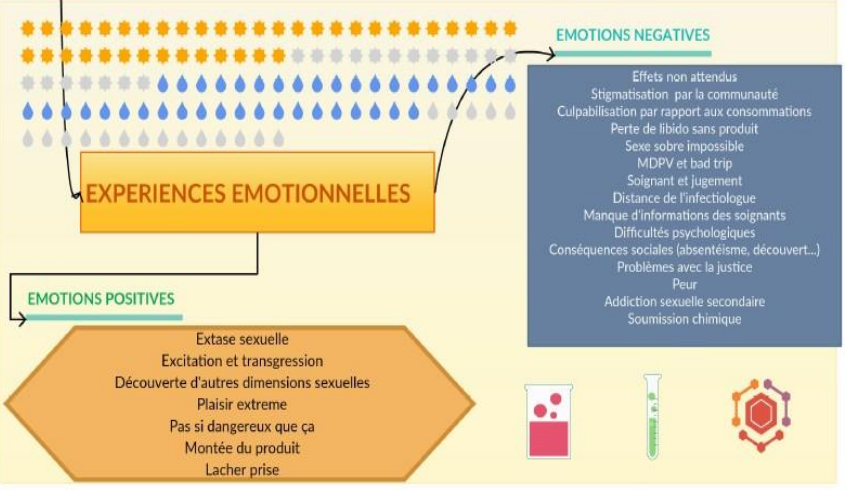 EMOTIONS NEGATIVES
Effets non attendus
Stigmatisation par la communauté
Culpabilisation par rapport aux consommations
Perte de libido sans produit
Sexe sobre impossible
MDPV et bad trip
Soignant et jugement
Distance de l'infectiologue
Manque d'informations des soignants
Difficultés psychologiques
Conséquences sociales (absentéisme, découvert...)
Problèmes avec la justice
Peur
Addiction sexuelle secondaire
Soumission chimique
EXPERIENCES EMOTIONNELLES
EMOTIONS POSITIVES
Extase sexuelle
Excitation et transgression
Découverte d'autres dimensions sexuelles
Plaisir extreme
Pas si dangereux que ça
Montée du produit
Lacher prise